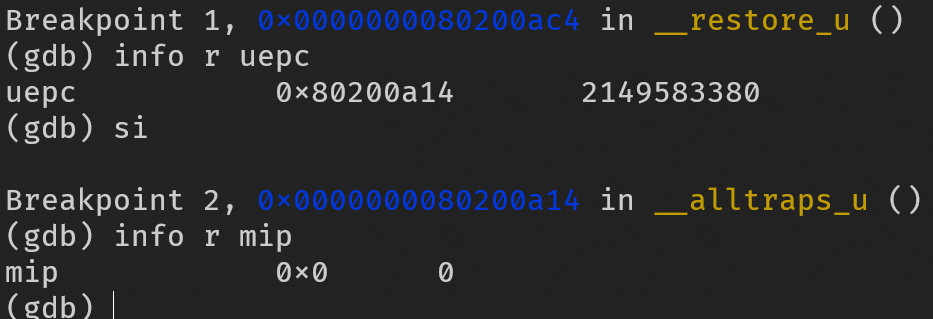 Breakpoint 1, 0x0000000080200ac4 in __restore_u ()
(gdb) info r uepc
uepc           0x80200a14       2149583380
(gdb) si
Breakpoint 2, 0x0000000080200a14 in __alltraps_u ()
(gdb) info r mip
mip            0x0      0
(gdb)